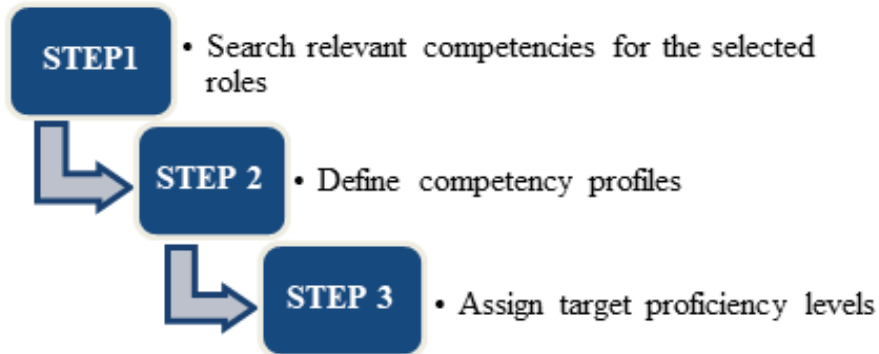 STEP1
• Search relevant competencies for the selected
roles
STEP 2
• Define competency profiles
STEP 3
• Assign target proficiency levels